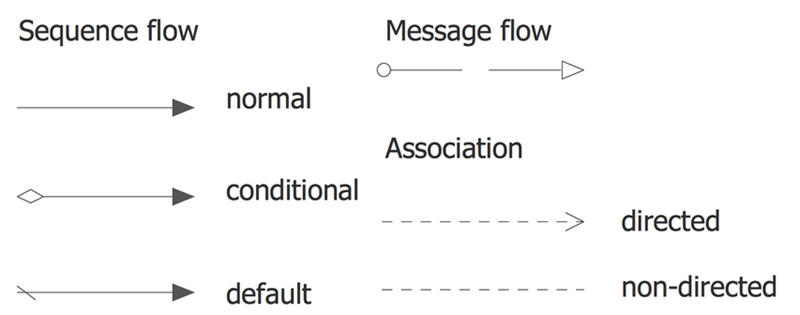 Sequence flow
normal
conditional
default
Message flow
Association
directed
non-directed